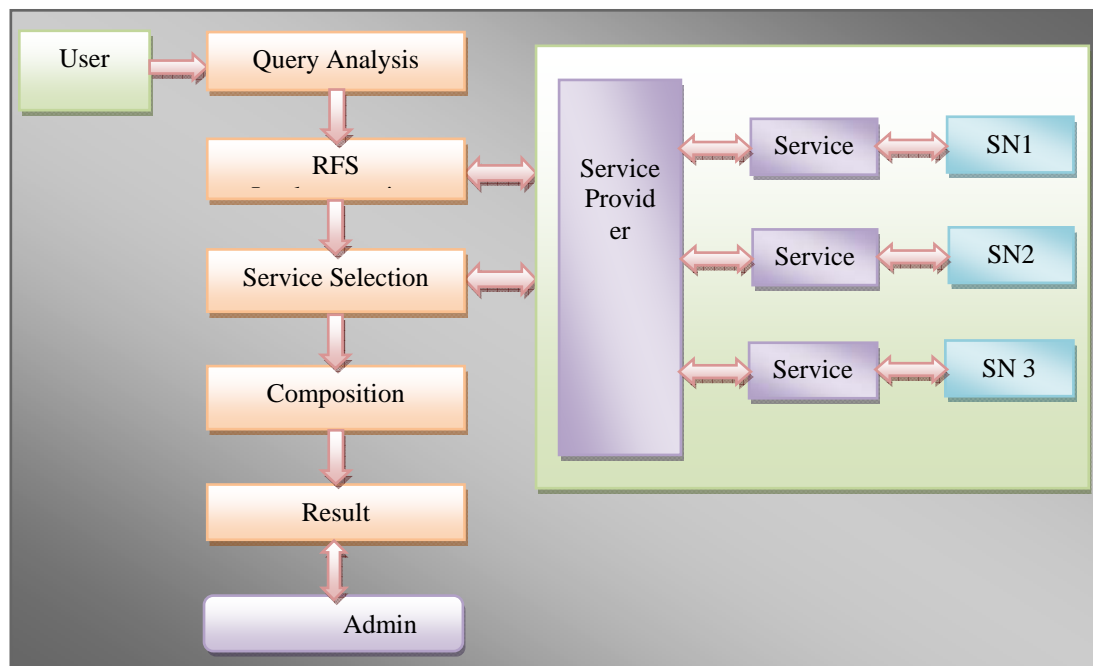 User
Query Analysis
RFS
Service Selection
Composition
Result
Admin
Service
Provid
er
Service
SN1
Service
SN2
Service
SN 3